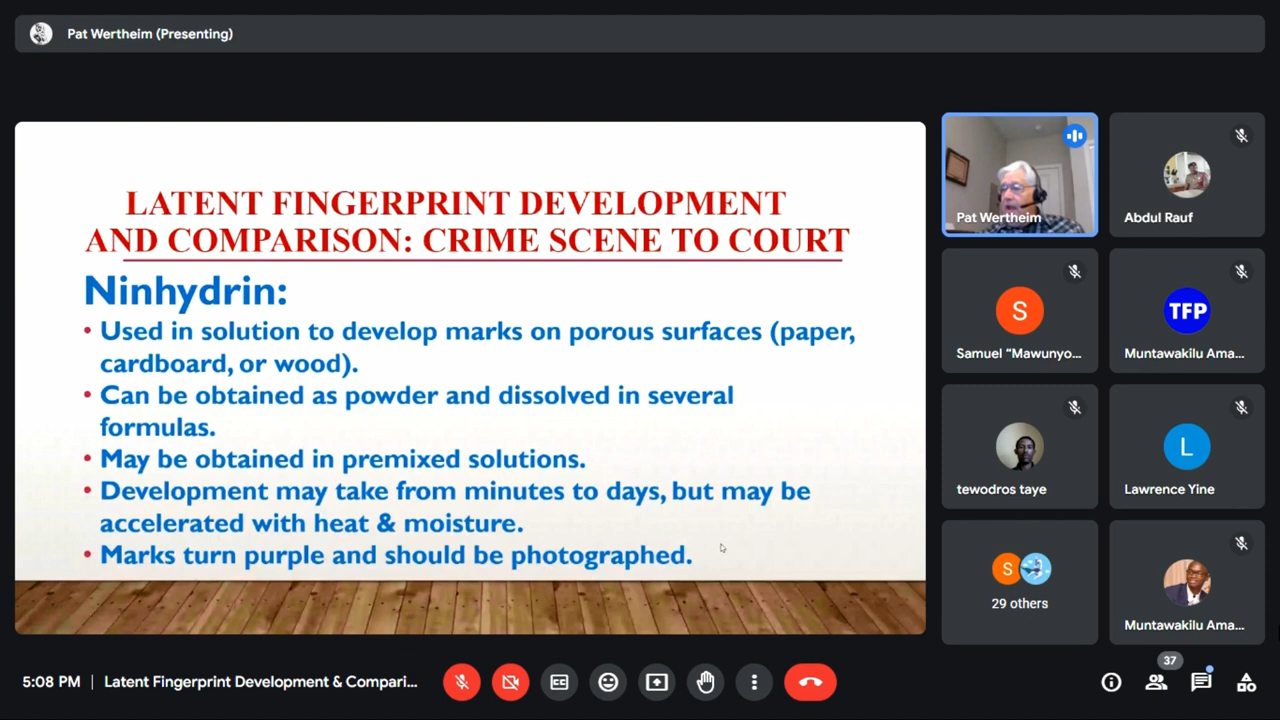 Pat Wertheim (Presenting)
LATENT FINGERPRINT DEVELOPMENT
AND COMPARISON: CRIME SCENE TO COURT
Ninhydrin:
• Used in solution to develop marks on porous surfaces (paper,
cardboard, or wood).
• Can be obtained as powder and dissolved in several
formulas.
• May be obtained in premixed solutions.
• Development may take from minutes to days, but may be
accelerated with heat & moisture.
• Marks turn purple and should be photographed.
Pat Wertheim
Abdul Rauf
S
Samuel “Mawunyo...
TFP
Muntawakilu Ama...
tewodros taye
L
Lawrence Yine
S
29 others
Muntawakilu Ama...
5:08 PM | Latent Fingerprint Development & Compari...
CC
37